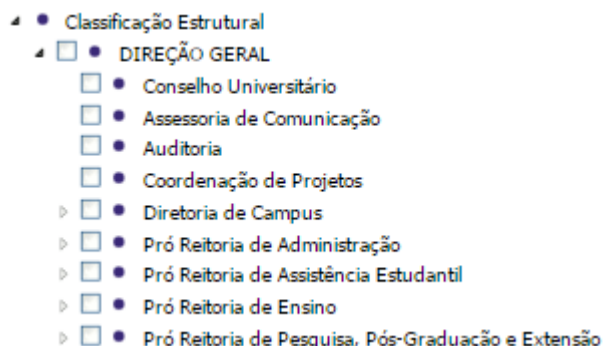 Classificação Estrutural
DIREÇÃO GERAL
Conselho Universitário
Assessoria de Comunicação
Auditoria
Coordenação de Projetos
Diretoria de Campus
Pró Reitoria de Administração
Pró Reitoria de Assistência Estudantil
Pró Reitoria de Ensino
Pró Reitoria de Pesquisa, Pós-Graduação e Extensão